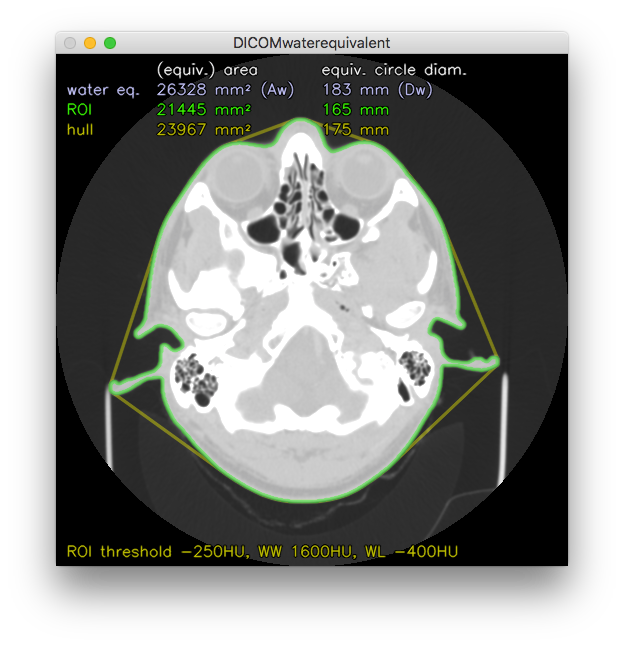 DICOMwaterequivalent
(equiv.) area equiv. circle diam.
water eq. 26328 mm² (Aw) 183 mm (Dw)
ROI 21445 mm² 165 mm
hull 23967 mm² 175 mm
ROI threshold −250HU, WW 1600HU, WL −400HU